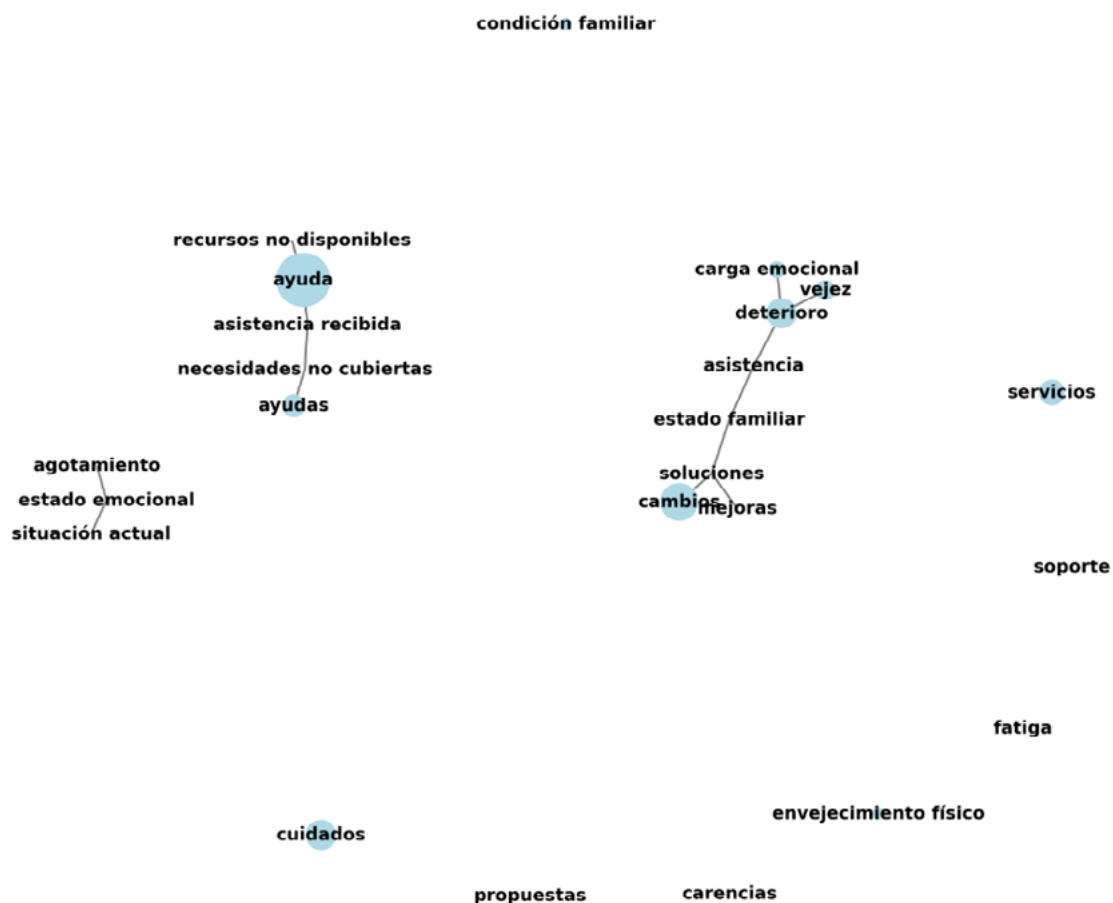 condición familiar
recursos no disponibles
ayuda
asistencia recibida
necesidades no cubiertas
ayudas
carga emocional
vejez
deterioro
asistencia
estado familiar
soluciones
cambios
mejoras
servicios
agotamiento
estado emocional
situación actual
soporte
fatiga
envejecimiento físico
cuidados
propuestas
carencias